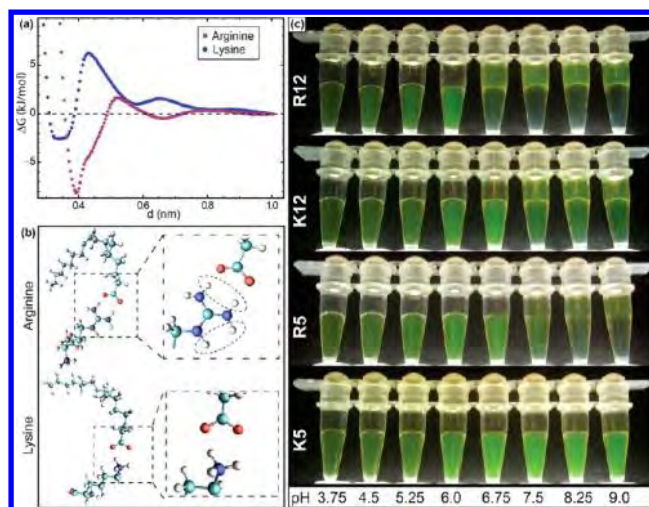 (a)
Arginine
Lysine
5
0
-5
ΔG (kJ/mol)
0.4
0.6
0.8
1.0
d (nm)
(b)
Arginine
Lysine
(c)
R12
K12
R5
K5
pH 3.75 4.5 5.25 6.0 6.75 7.5 8.25 9.0